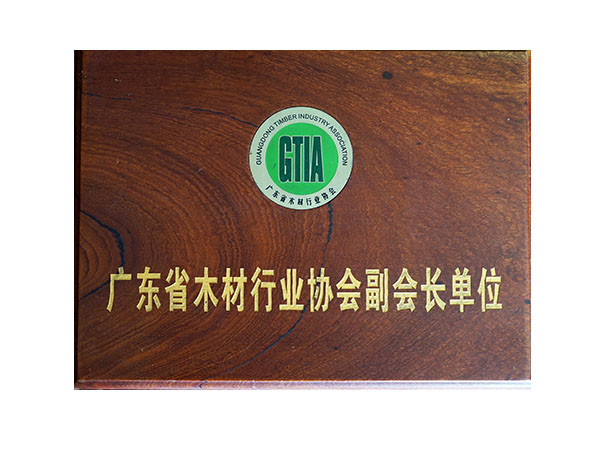 GUANGDONG TIMBER INDUSTRY ASSOCIATION
GTIA
广东省木材行业协会
广东省木材行业协会副会长单位